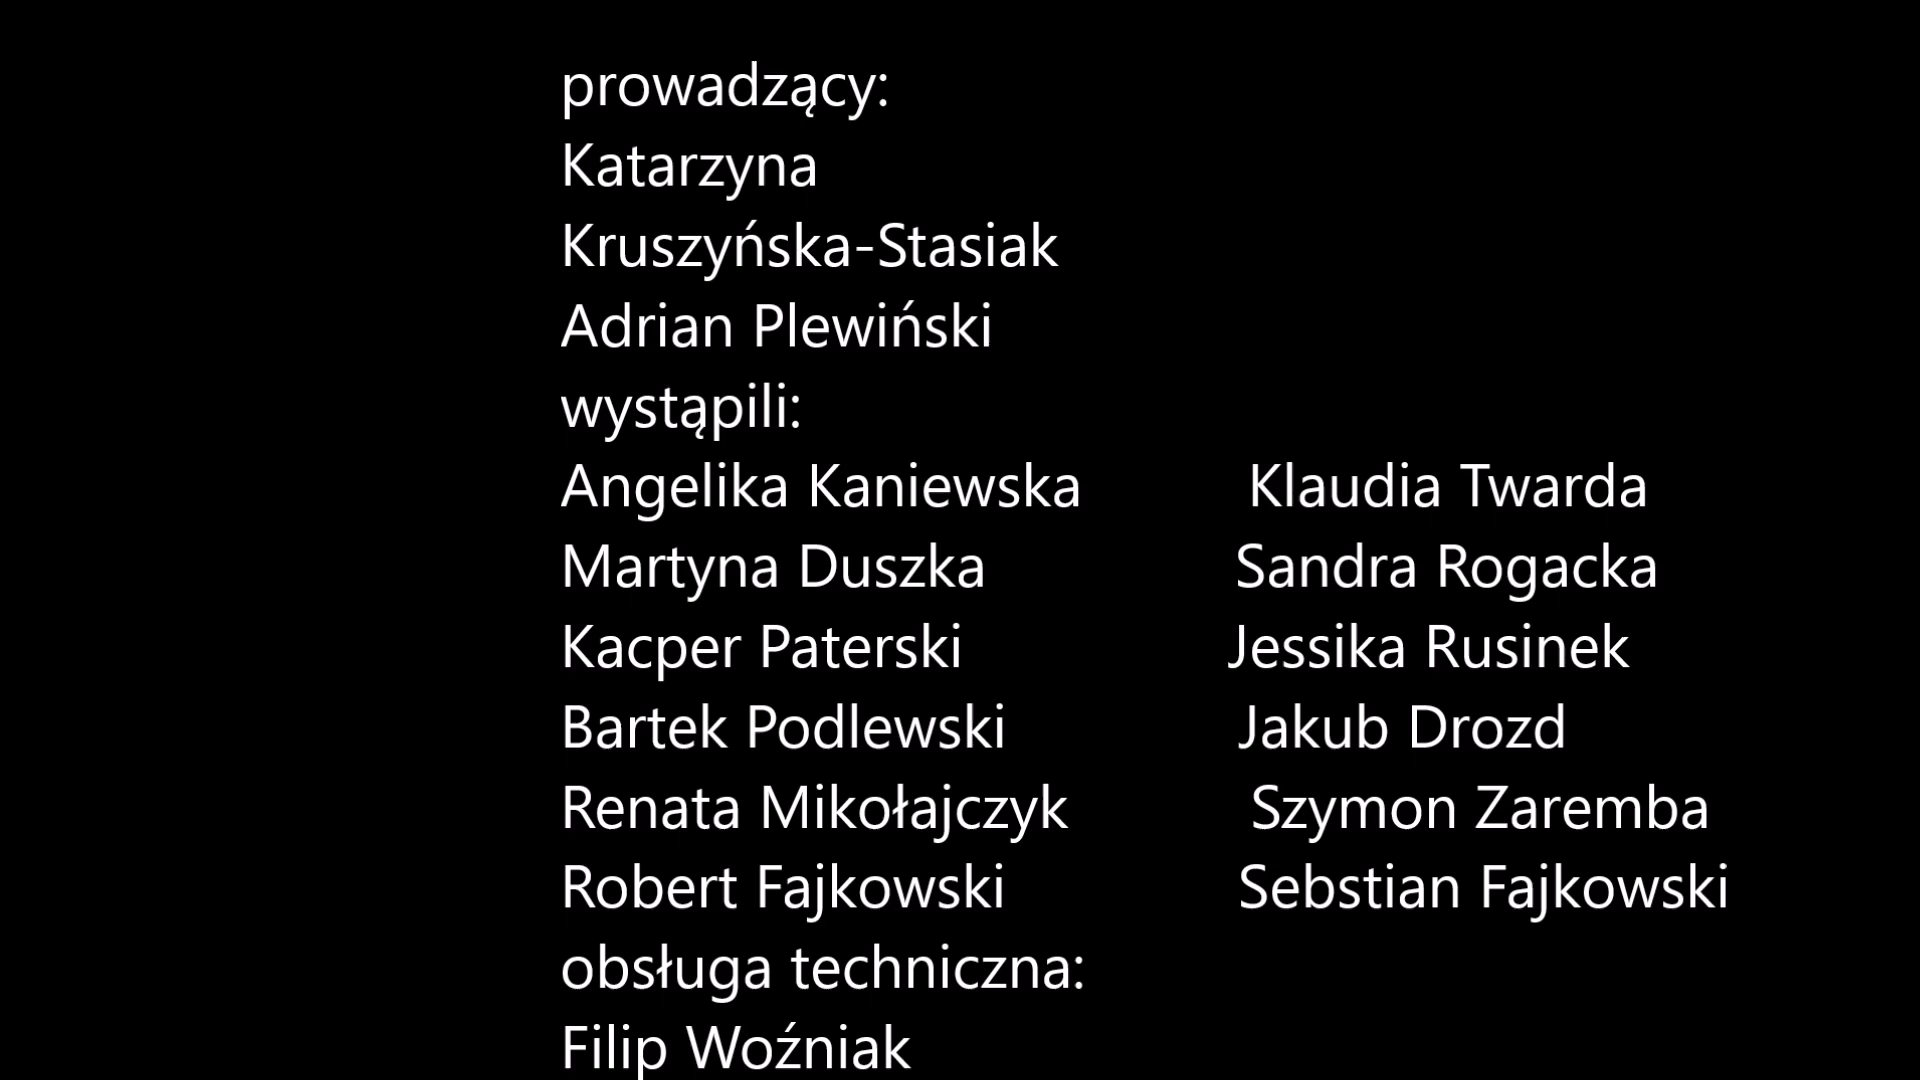 prowadzący:
Katarzyna
Kruszyńska-Stasiak
Adrian Plewiński
wystąpili:
Angelika Kaniewska Klaudia Twarda
Martyna Duszka Sandra Rogacka
Kacper Paterski Jessika Rusinek
Bartek Podlewski Jakub Drozd
Renata Mikołajczyk Szymon Zaremba
Robert Fajkowski Sebstian Fajkowski
obsługa techniczna:
Filip Woźniak